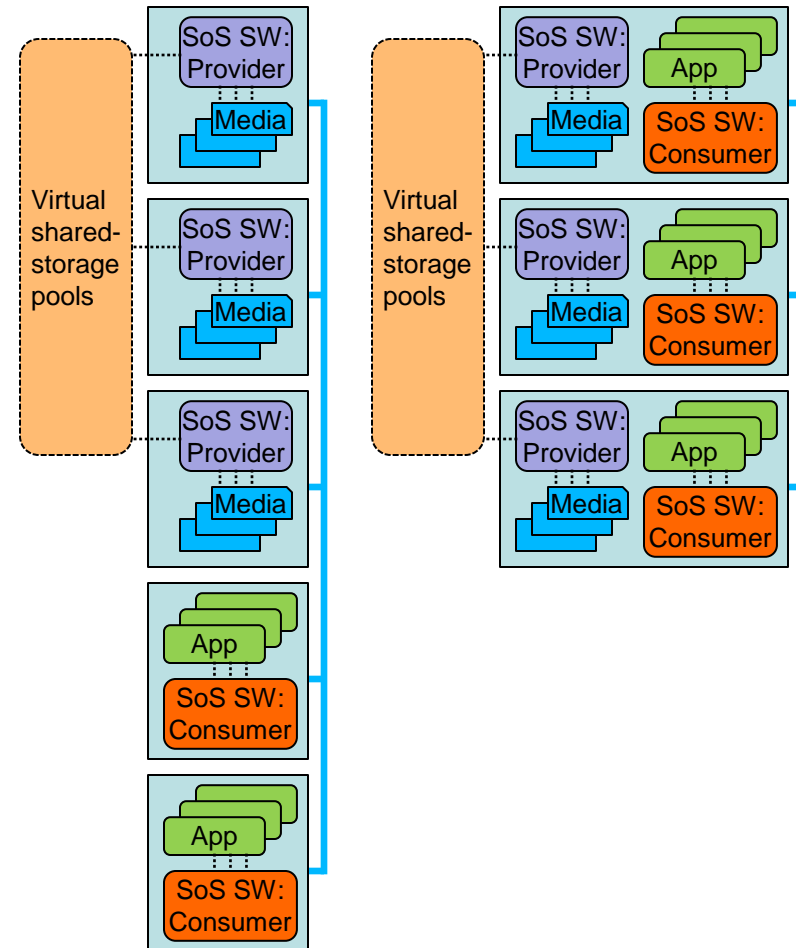 SoS SW:
Provider
Media
SoS SW:
Provider
Media
SoS SW:
Provider
Media
Virtual
shared-
storage
pools
App
SoS SW:
Consumer
App
SoS SW:
Consumer
Virtual
shared-
storage
pools
SoS SW:
Provider
Media
App
SoS SW:
Consumer
SoS SW:
Provider
Media
App
SoS SW:
Consumer
SoS SW:
Provider
Media
App
SoS SW:
Consumer